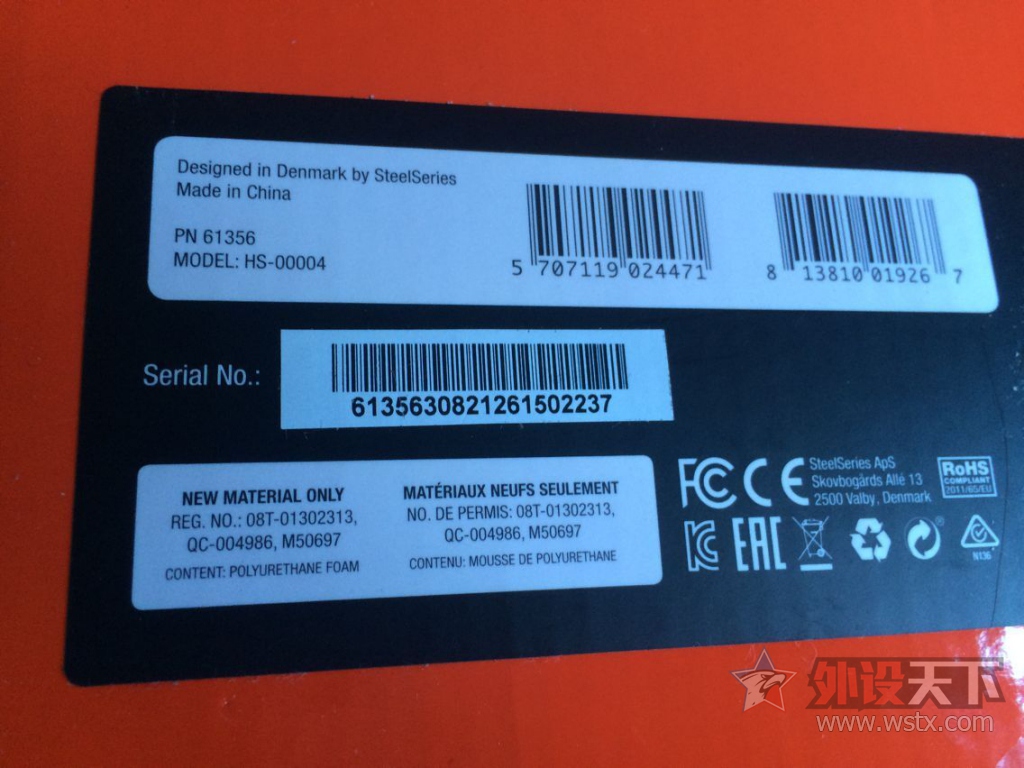 Designed in Denmark by SteelSeries
Made in China
PN 61356
MODEL: HS-00004
5 707119 024471
8 13810 01926 7
Serial No.:
6135630821261502237
NEW MATERIAL ONLY
REG. NO.: 08T-01302313,
QC-004986, M50697
CONTENT: POLYURETHANE FOAM
MATÉRIAUX NEUFS SEULEMENT
NO. DE PERMIS: 08T-01302313,
QC-004986, M50697
CONTENU: MOUSSE DE POLYURETHANE
FC CE
SteelSeries ApS
Skovbogårds Allé 13
2500 Valby, Denmark
RoHS
COMPLIANT
2011/65/EU
EAC
N136
外设天下
www.wstx.com